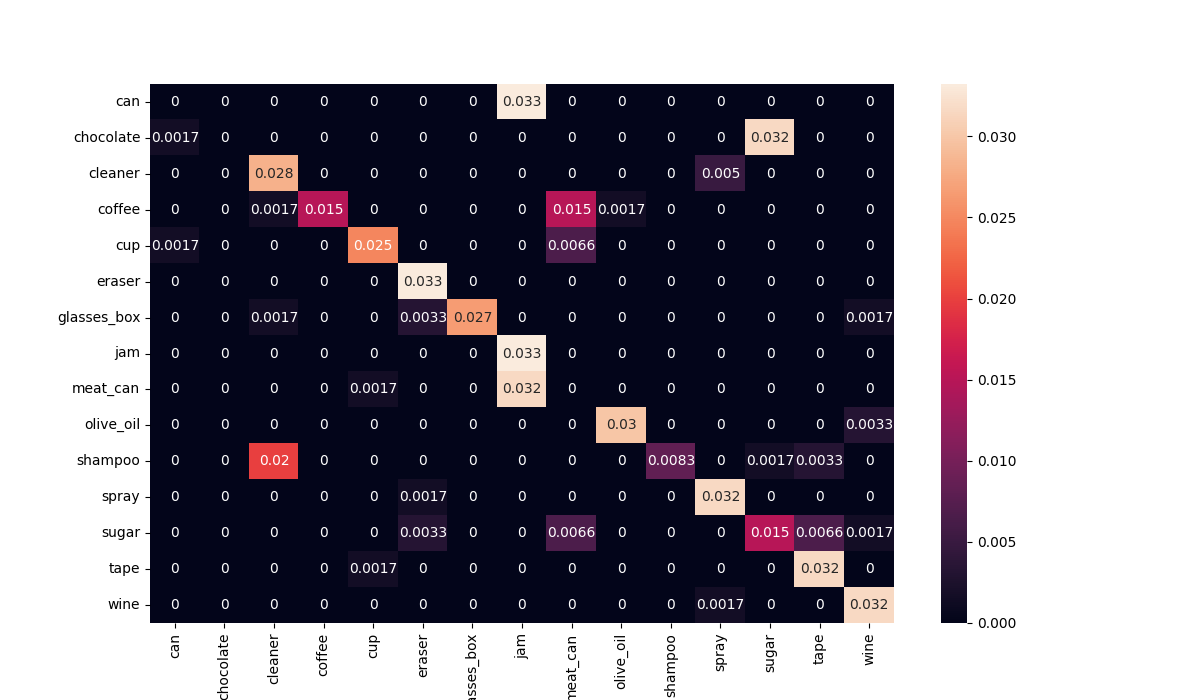 can 0 0 0 0 0 0 0 0.033 0 0 0 0 0 0 0
chocolate 0.0017 0 0 0 0 0 0 0 0 0 0 0 0.032 0 0
cleaner 0 0 0.028 0 0 0 0 0 0 0 0 0.005 0 0 0
coffee 0 0 0.0017 0.015 0 0 0 0 0.015 0.0017 0 0 0 0 0
cup 0.0017 0 0 0 0.025 0 0 0 0.0066 0 0 0 0 0 0
eraser 0 0 0 0 0 0.033 0 0 0 0 0 0 0 0 0
glasses_box 0 0 0.0017 0 0 0.0033 0.027 0 0 0 0 0 0 0 0.0017
jam 0 0 0 0 0 0 0 0.033 0 0 0 0 0 0 0
meat_can 0 0 0 0 0.0017 0 0 0.032 0 0 0 0 0 0 0
olive_oil 0 0 0 0 0 0 0 0 0 0.03 0 0 0 0 0.0033
shampoo 0 0 0.02 0 0 0 0 0 0 0 0.0083 0 0.0017 0.0033 0
spray 0 0 0 0 0 0.0017 0 0 0 0 0 0.032 0 0 0
sugar 0 0 0 0 0 0.0033 0 0 0.0066 0 0 0 0.015 0.0066 0.0017
tape 0 0 0 0 0.0017 0 0 0 0 0 0 0 0 0.032 0
wine 0 0 0 0 0 0 0 0 0 0 0 0.0017 0 0 0.032
can chocolate cleaner coffee cup eraser asses_box jam meat_can olive_oil shampoo spray sugar tape wine
0.030
0.025
0.020
0.015
0.010
0.005
0.000